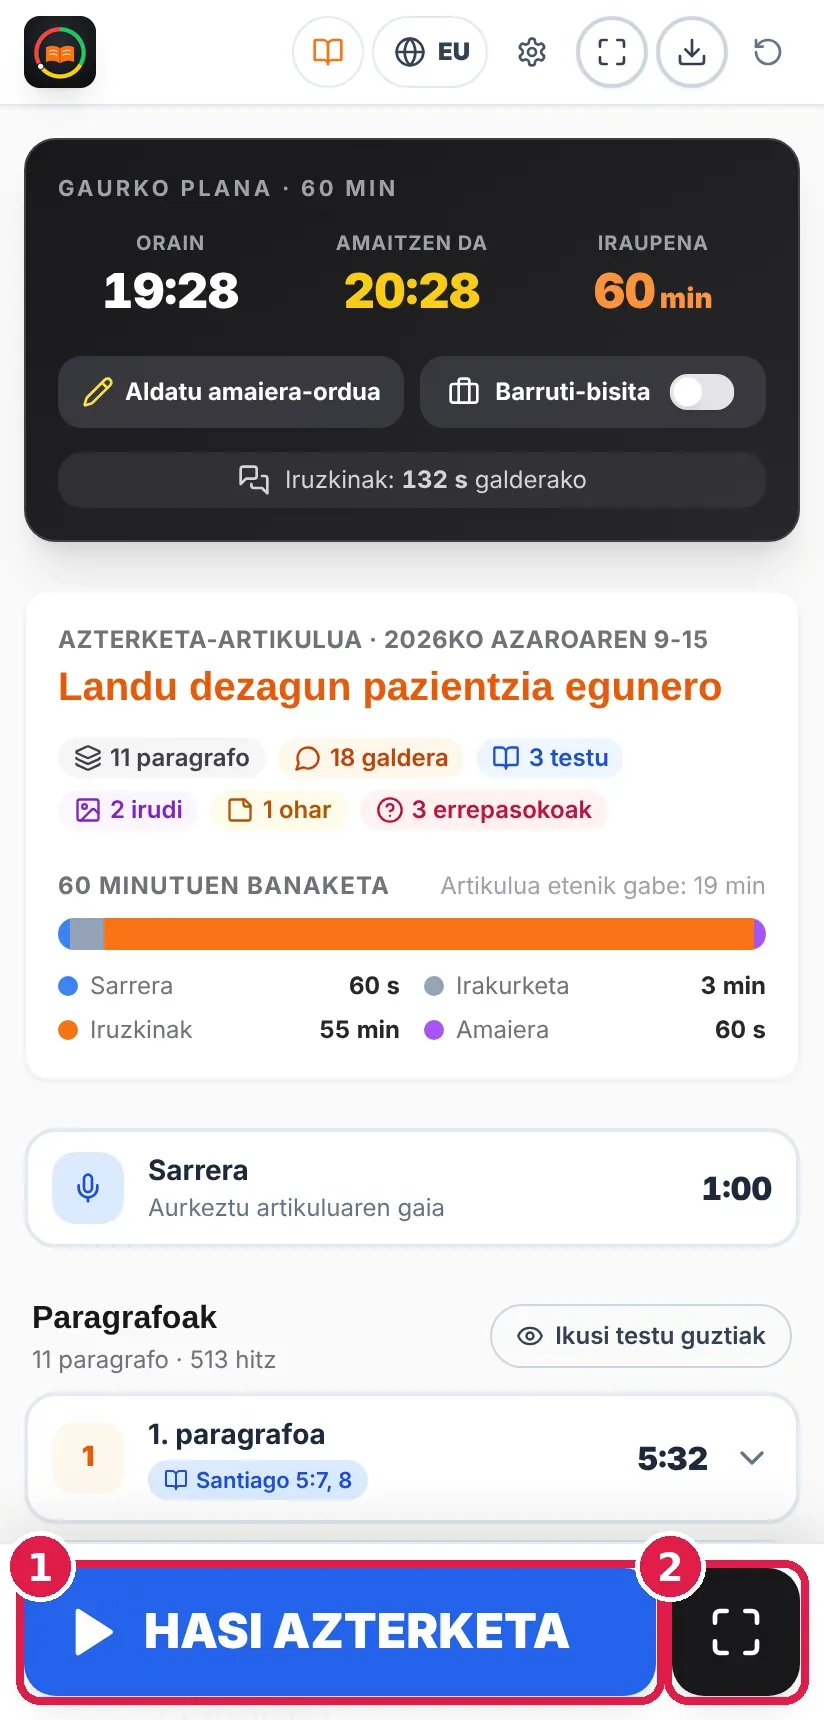 EU
GAURKO PLANA · 60 MIN
ORAIN
AMAITZEN DA
IRAUPENA
19:28
20:28
60 min
Aldatu amaiera-ordua
Barruti-bisita
Iruzkinak: 132 s galderako
AZTERKETA-ARTIKULUA · 2026KO AZAROAREN 9-15
Landu dezagun pazientzia egunero
11 paragrafo
18 galdera
3 testu
2 irudi
1 ohar
3 errepasokoak
60 MINUTUEN BANAKETA
Artikulua etenik gabe: 19 min
Sarrera 60 s
Irakurketa 3 min
Iruzkinak 55 min
Amaiera 60 s
Sarrera
Aurkeztu artikuluaren gaia
1:00
Paragrafoak
11 paragrafo · 513 hitz
Ikusi testu guztiak
1
1. paragrafoa
Santiago 5:7, 8
5:32
1
2
HASI AZTERKETA